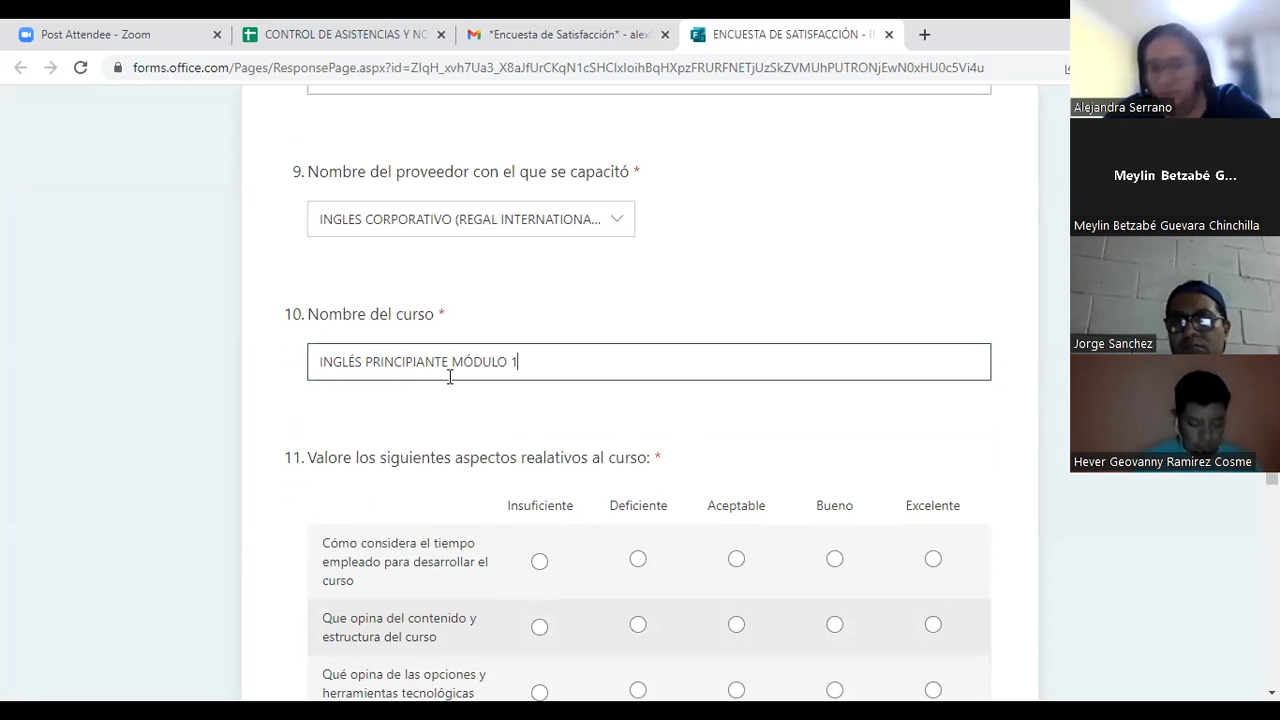 Post Attendee - Zoom
CONTROL DE ASISTENCIAS Y NC
*Encuesta de Satisfacción* - alexl
ENCUESTA DE SATISFACCIÓN - I
forms.office.com/Pages/ResponsePage.aspx?id=ZIqH_xvh7Ua3_X8aJfUrCKqN1cSHCIxIoihBqHXpzFRURFNETjUzSkZVMUhPUTRONjEwN0xHU0c5Vi4u
9. Nombre del proveedor con el que se capacitó *
INGLES CORPORATIVO (REGAL INTERNATIONA...
10. Nombre del curso *
INGLÉS PRINCIPIANTE MÓDULO 1
11. Valore los siguientes aspectos realativos al curso: *
Insuficiente Deficiente Aceptable Bueno Excelente
Cómo considera el tiempo
empleado para desarrollar el
curso
Que opina del contenido y
estructura del curso
Qué opina de las opciones y
herramientas tecnológicas
Alejandra Serrano
Meylin Betzabé G...
Meylin Betzabé Guevara Chinchilla
Jorge Sanchez
Hever Geovanny Ramirez Cosme